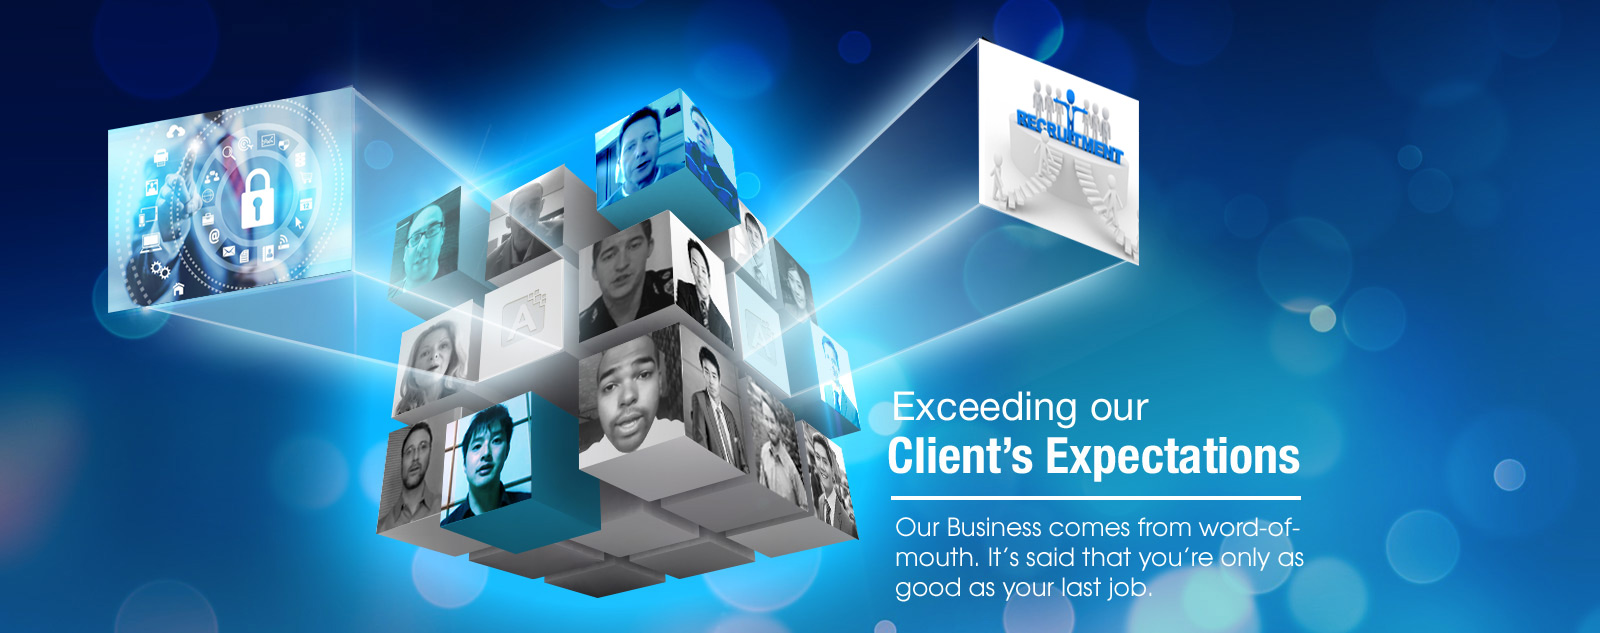 RECRUITMENT
A
A
Exceeding our
Client's Expectations
Our Business comes from word-of-
mouth. It's said that you're only as
good as your last job.